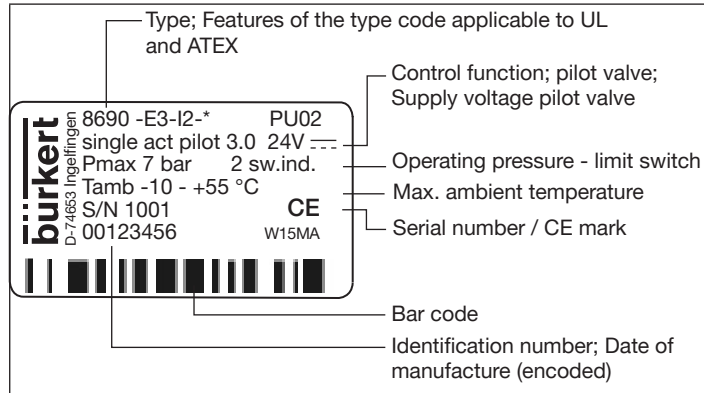 Type; Features of the type code applicable to UL
and ATEX
Control function; pilot valve;
Supply voltage pilot valve
Operating pressure - limit switch
Max. ambient temperature
Serial number / CE mark
Bar code
Identification number; Date of
manufacture (encoded)
burkert
D-74653 Ingelfingen
8690 -E3-I2-* PU02
single act pilot 3.0 24V
Pmax 7 bar 2 sw.ind.
Tamb -10 - +55 °C
S/N 1001 CE
00123456 W15MA